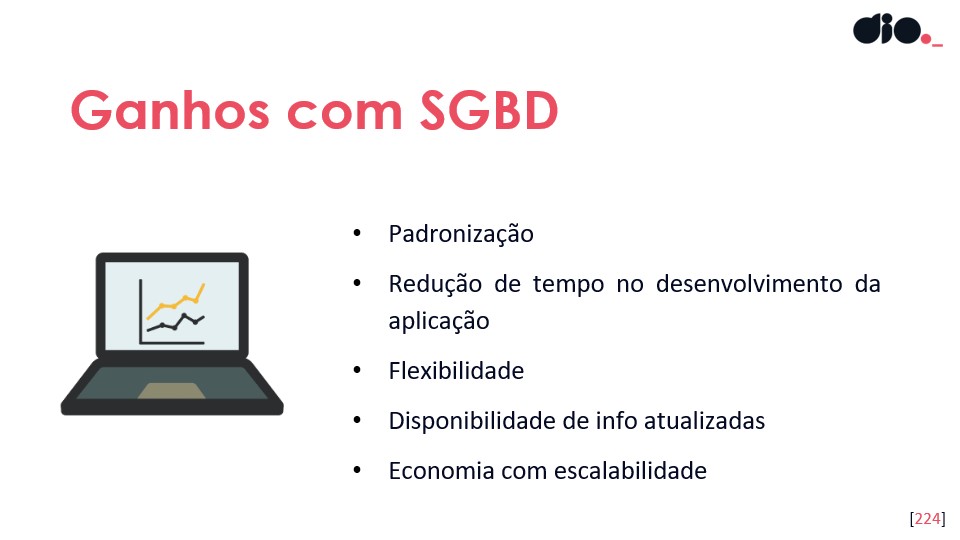 dio._
Ganhos com SGBD
• Padronização
• Redução de tempo no desenvolvimento da
aplicação
• Flexibilidade
• Disponibilidade de info atualizadas
• Economia com escalabilidade
[224]